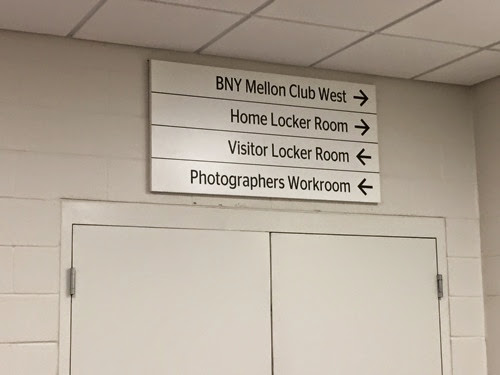 BNY Mellon Club West →
Home Locker Room →
Visitor Locker Room ←
Photographers Workroom ←